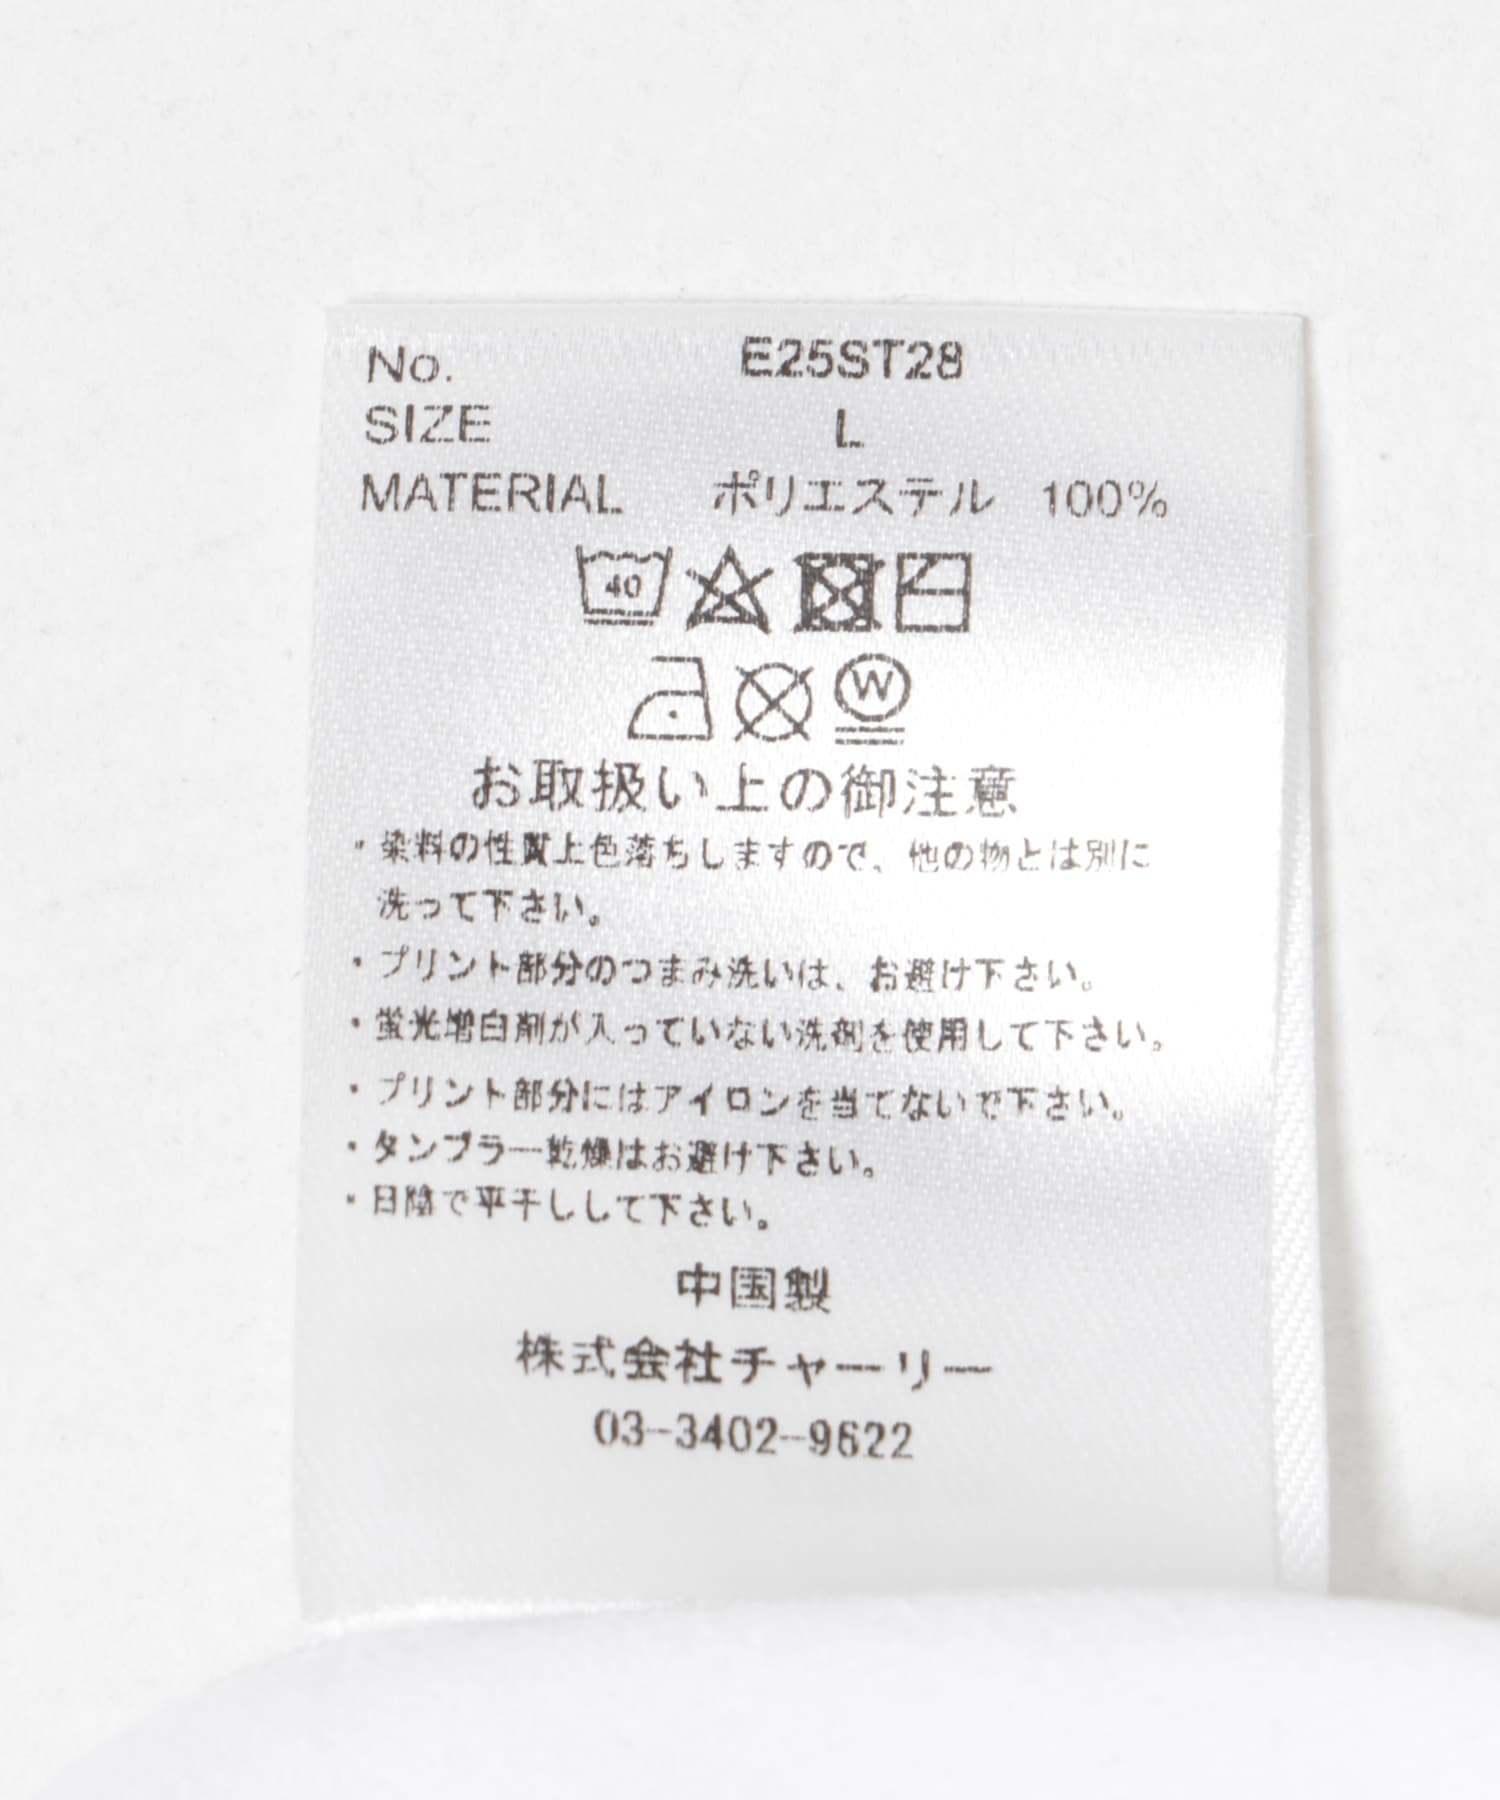 No. E25ST28
SIZE L
MATERIAL ポリエステル 100%
40
W
お取扱い上の御注意
・染料の性質上色落ちしますので、他の物とは別に
洗って下さい。
・プリント部分のつまみ洗いは、お避け下さい。
・蛍光増白剤が入っていない洗剤を使用して下さい。
・プリント部分にはアイロンを当てないで下さい。
・タンブラー乾燥はお避け下さい。
・日陰で平干しして下さい。
中国製
株式会社チャーリー
03-3402-9622